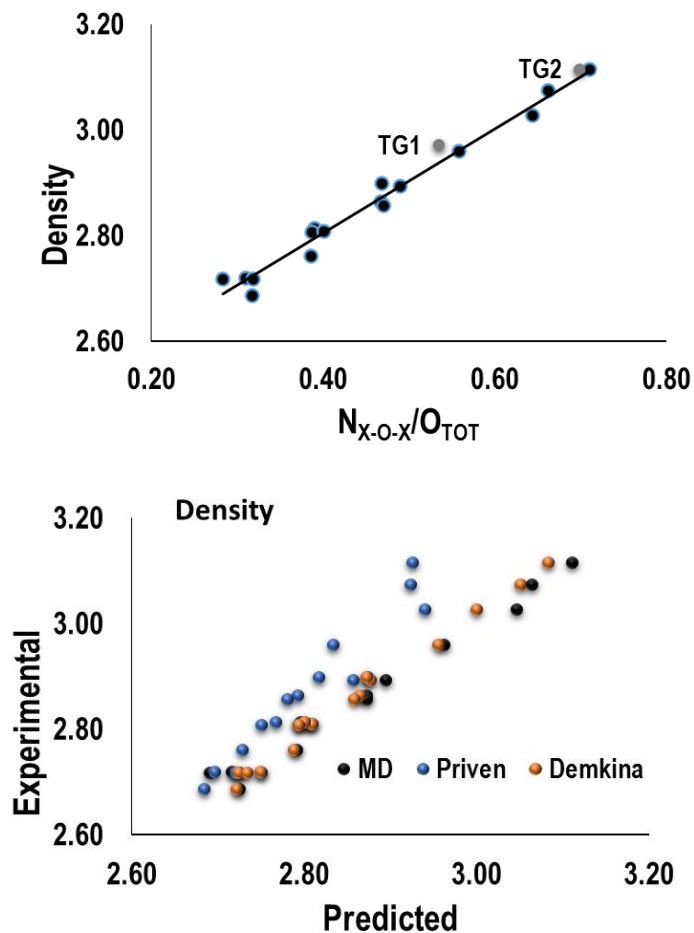 3.20
TG2
3.00
TG1
Density
2.80
2.60
0.20 0.40 0.60 0.80
N_X-O-X/O_TOT
Density
3.20
3.00
Experimental
2.80
MD Priven Demkina
2.60
2.60 2.80 3.00 3.20
Predicted